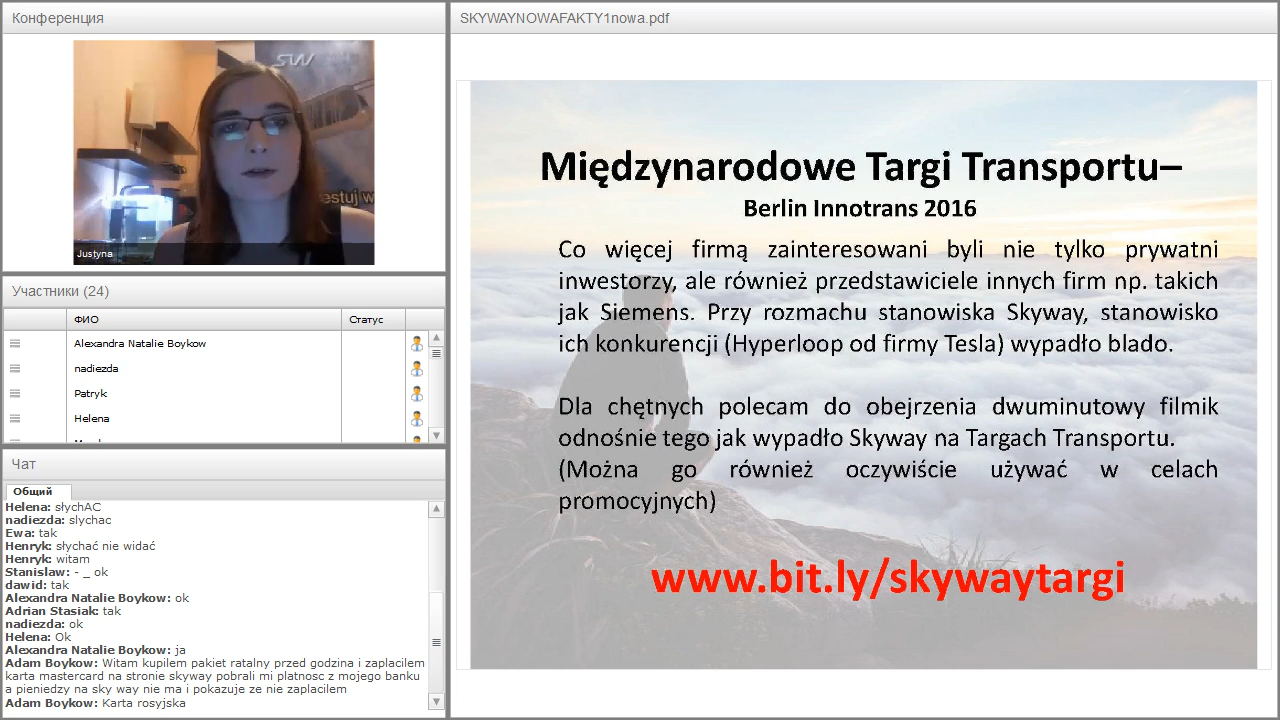 Конференция
SW
estuj w
Justyna
Участники (24)
ФИО
Статус
Alexandra Natalie Boykow
nadiezda
Patryk
Helena
Чат
Общий
Helena: słychAC
nadiezda: slychac
Ewa: tak
Henryk: słychać nie widać
Henryk: witam
Stanisław: - _ ok
dawid: tak
Alexandra Natalie Boykow: ok
Adrian Stasiak: tak
nadiezda: ok
Helena: Ok
Alexandra Natalie Boykow: ja
Adam Boykow: Witam kupilem pakiet ratalny przed godzina i zaplacilem
karta mastercard na stronie skyway pobrali mi platnosc z mojego banku
a pieniedzy na sky way nie ma i pokazuje ze nie zaplacilem
Adam Boykow: Karta rosyjska
SKYWAYNOWAFAKTY1nowa.pdf
Międzynarodowe Targi Transportu–
Berlin Innotrans 2016
Co więcej firmą zainteresowani byli nie tylko prywatni
inwestorzy, ale również przedstawiciele innych firm np. takich
jak Siemens. Przy rozmachu stanowiska Skyway, stanowisko
ich konkurencji (Hyperloop od firmy Tesla) wypadło blado.
Dla chętnych polecam do obejrzenia dwuminutowy filmik
odnośnie tego jak wypadło Skyway na Targach Transportu.
(Można go również oczywiście używać w celach
promocyjnych)
www.bit.ly/skywaytargi